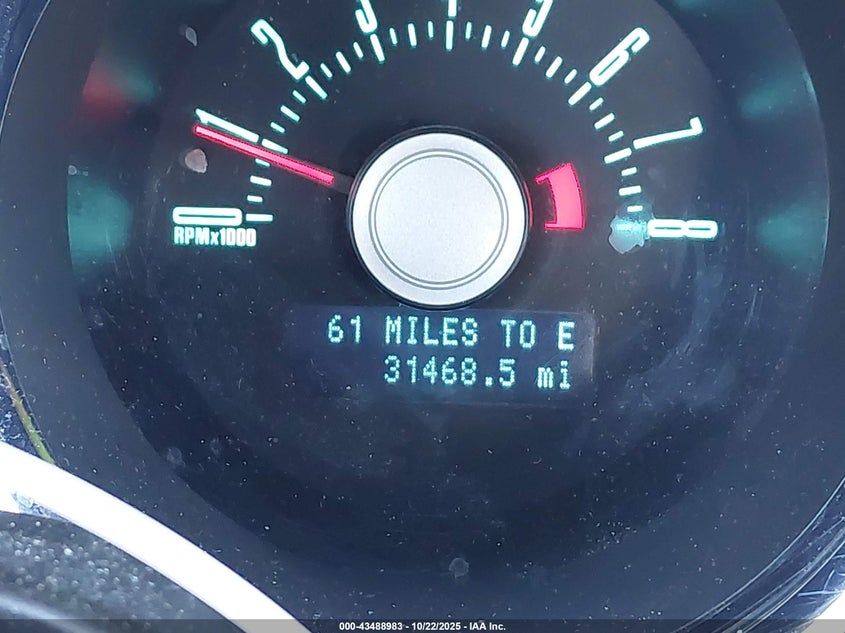 1 2 3 4 5 6 7
0 8
RPMx1000
61 MILES TO E
31468.5 mi
000-43488983 - 10/22/2025 - IAA Inc.